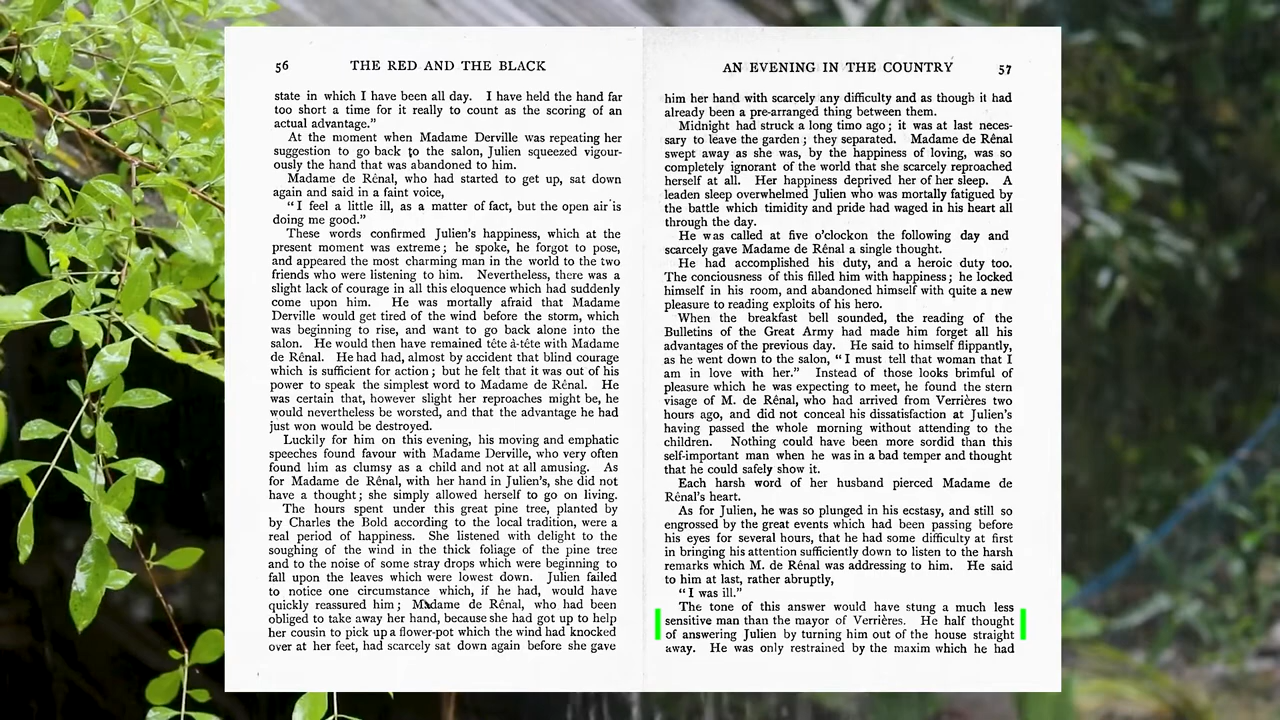 56 THE RED AND THE BLACK
state in which I have been all day. I have held the hand far
too short a time for it really to count as the scoring of an
actual advantage.”
At the moment when Madame Derville was repeating her
suggestion to go back to the salon, Julien squeezed vigour-
ously the hand that was abandoned to him.
Madame de Rênal, who had started to get up, sat down
again and said in a faint voice,
“I feel a little ill, as a matter of fact, but the open air is
doing me good.”
These words confirmed Julien's happiness, which at the
present moment was extreme; he spoke, he forgot to pose,
and appeared the most charming man in the world to the two
friends who were listening to him. Nevertheless, there was a
slight lack of courage in all this eloquence which had suddenly
come upon him. He was mortally afraid that Madame
Derville would get tired of the wind before the storm, which
was beginning to rise, and want to go back alone into the
salon. He would then have remained tête à-tête with Madame
de Rênal. He had had, almost by accident that blind courage
which is sufficient for action; but he felt that it was out of his
power to speak the simplest word to Madame de Rênal. He
was certain that, however slight her reproaches might be, he
would nevertheless be worsted, and that the advantage he had
just won would be destroyed.
Luckily for him on this evening, his moving and emphatic
speeches found favour with Madame Derville, who very often
found him as clumsy as a child and not at all amusing. As
for Madame de Rênal, with her hand in Julien's, she did not
have a thought; she simply allowed herself to go on living.
The hours spent under this great pine tree, planted by
by Charles the Bold according to the local tradition, were a
real period of happiness. She listened with delight to the
soughing of the wind in the thick foliage of the pine tree
and to the noise of some stray drops which were beginning to
fall upon the leaves which were lowest down. Julien failed
to notice one circumstance which, if he had, would have
quickly reassured him; Madame de Rênal, who had been
obliged to take away her hand, because she had got up to help
her cousin to pick up a flower-pot which the wind had knocked
over at her feet, had scarcely sat down again before she gave
AN EVENING IN THE COUNTRY 57
him her hand with scarcely any difficulty and as though it had
already been a pre-arranged thing between them.
Midnight had struck a long timo ago; it was at last neces-
sary to leave the garden; they separated. Madame de Rênal
swept away as she was, by the happiness of loving, was so
completely ignorant of the world that she scarcely reproached
herself at all. Her happiness deprived her of her sleep. A
leaden sleep overwhelmed Julien who was mortally fatigued by
the battle which timidity and pride had waged in his heart all
through the day.
He was called at five o'clockon the following day and
scarcely gave Madame de Rênal a single thought.
He had accomplished his duty, and a heroic duty too.
The conciousness of this filled him with happiness; he locked
himself in his room, and abandoned himself with quite a new
pleasure to reading exploits of his hero.
When the breakfast bell sounded, the reading of the
Bulletins of the Great Army had made him forget all his
advantages of the previous day. He said to himself flippantly,
as he went down to the salon, “I must tell that woman that I
am in love with her.” Instead of those looks brimful of
pleasure which he was expecting to meet, he found the stern
visage of M. de Rênal, who had arrived from Verrières two
hours ago, and did not conceal his dissatisfaction at Julien's
having passed the whole morning without attending to the
children. Nothing could have been more sordid than this
self-important man when he was in a bad temper and thought
that he could safely show it.
Each harsh word of her husband pierced Madame de
Rênal's heart.
As for Julien, he was so plunged in his ecstasy, and still so
engrossed by the great events which had been passing before
his eyes for several hours, that he had some difficulty at first
in bringing his attention sufficiently down to listen to the harsh
remarks which M. de Rênal was addressing to him. He said
to him at last, rather abruptly,
“I was ill.”
The tone of this answer would have stung a much less
sensitive man than the mayor of Verrières. He half thought
of answering Julien by turning him out of the house straight
away. He was only restrained by the maxim which he had